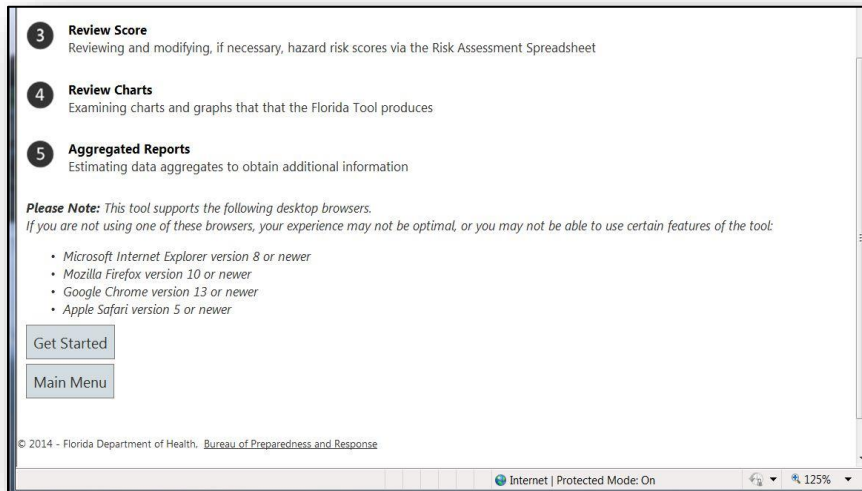 3 Review Score
Reviewing and modifying, if necessary, hazard risk scores via the Risk Assessment Spreadsheet
4 Review Charts
Examining charts and graphs that that the Florida Tool produces
5 Aggregated Reports
Estimating data aggregates to obtain additional information
Please Note: This tool supports the following desktop browsers.
If you are not using one of these browsers, your experience may not be optimal, or you may not be able to use certain features of the tool:
• Microsoft Internet Explorer version 8 or newer
• Mozilla Firefox version 10 or newer
• Google Chrome version 13 or newer
• Apple Safari version 5 or newer
Get Started
Main Menu
© 2014 - Florida Department of Health. Bureau of Preparedness and Response
Internet | Protected Mode: On 125%